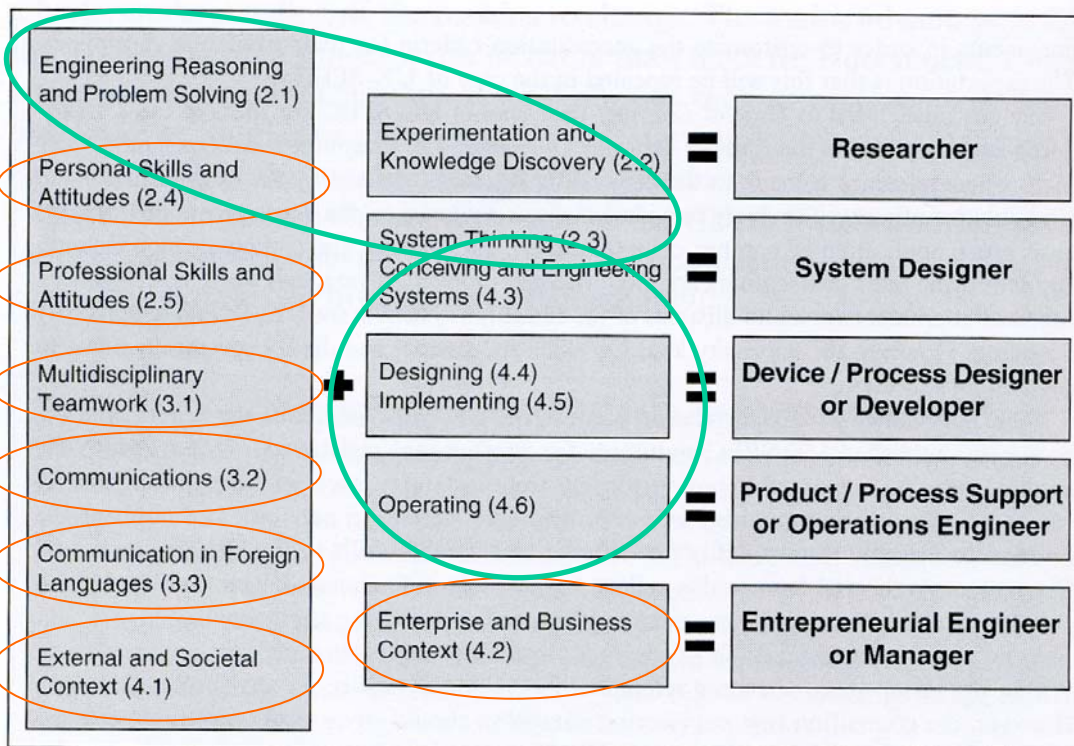 Engineering Reasoning
and Problem Solving (2.1)
Personal Skills and
Attitudes (2.4)
Professional Skills and
Attitudes (2.5)
Multidisciplinary
Teamwork (3.1)
Communications (3.2)
Communication in Foreign
Languages (3.3)
External and Societal
Context (4.1)
+
Experimentation and
Knowledge Discovery (2.2)
=
Researcher
System Thinking (2.3)
Conceiving and Engineering
Systems (4.3)
=
System Designer
Designing (4.4)
Implementing (4.5)
=
Device / Process Designer
or Developer
Operating (4.6)
=
Product / Process Support
or Operations Engineer
Enterprise and Business
Context (4.2)
=
Entrepreneurial Engineer
or Manager